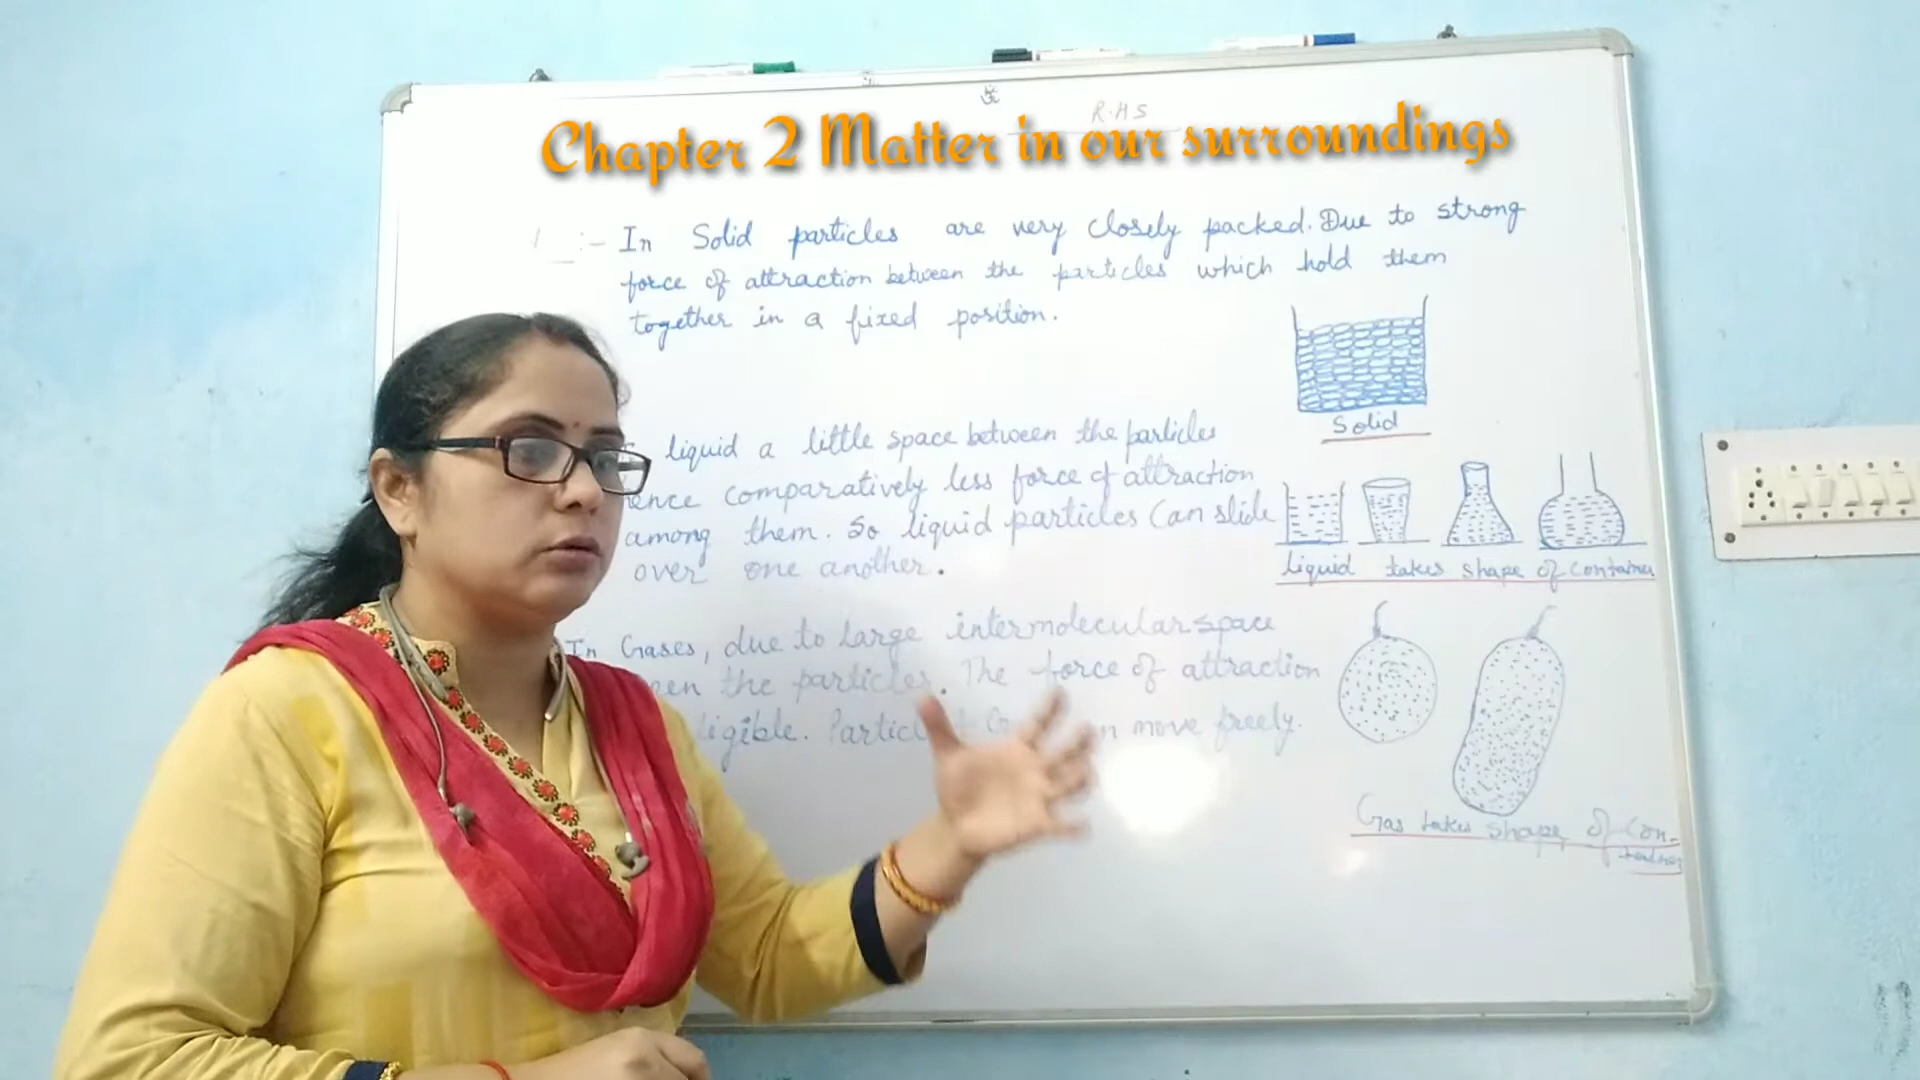 R.H.S
Chapter 2 Matter in our surroundings
:- In Solid particles are very closely packed. Due to strong
force of attraction between the particles which hold them
together in a fixed position.
Solid
liquid a little space between the particles
hence comparatively less force of attraction
among them. So liquid particles Can slide
over one another.
liquid takes shape of container
In Gases, due to Large intermolecular space
the particles. The force of attraction
move freely.
Gas takes shape of Con-
tainer